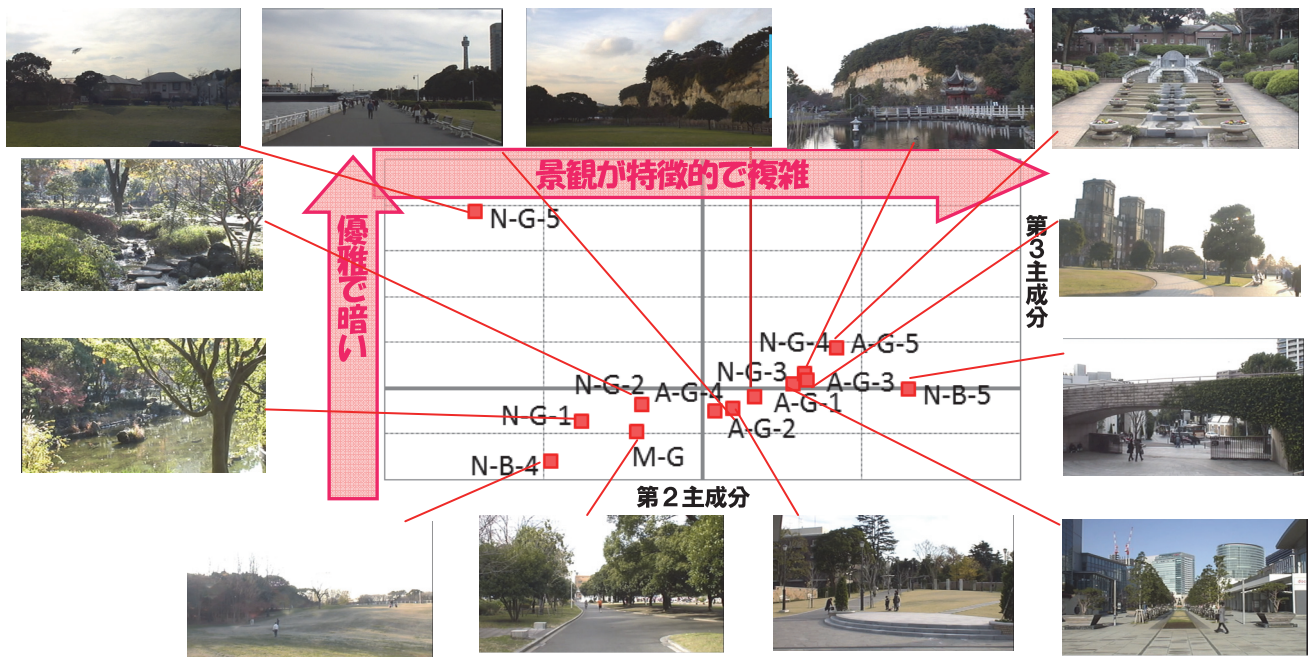 景観が特徴的で複雑
優雅で暗い
第3主成分
N-G-5
N-G-4
A-G-5
N-G-3
A-G-3
N-G-2
A-G-4
A-G-1
N-B-5
N-G-1
A-G-2
N-B-4
M-G
第2主成分